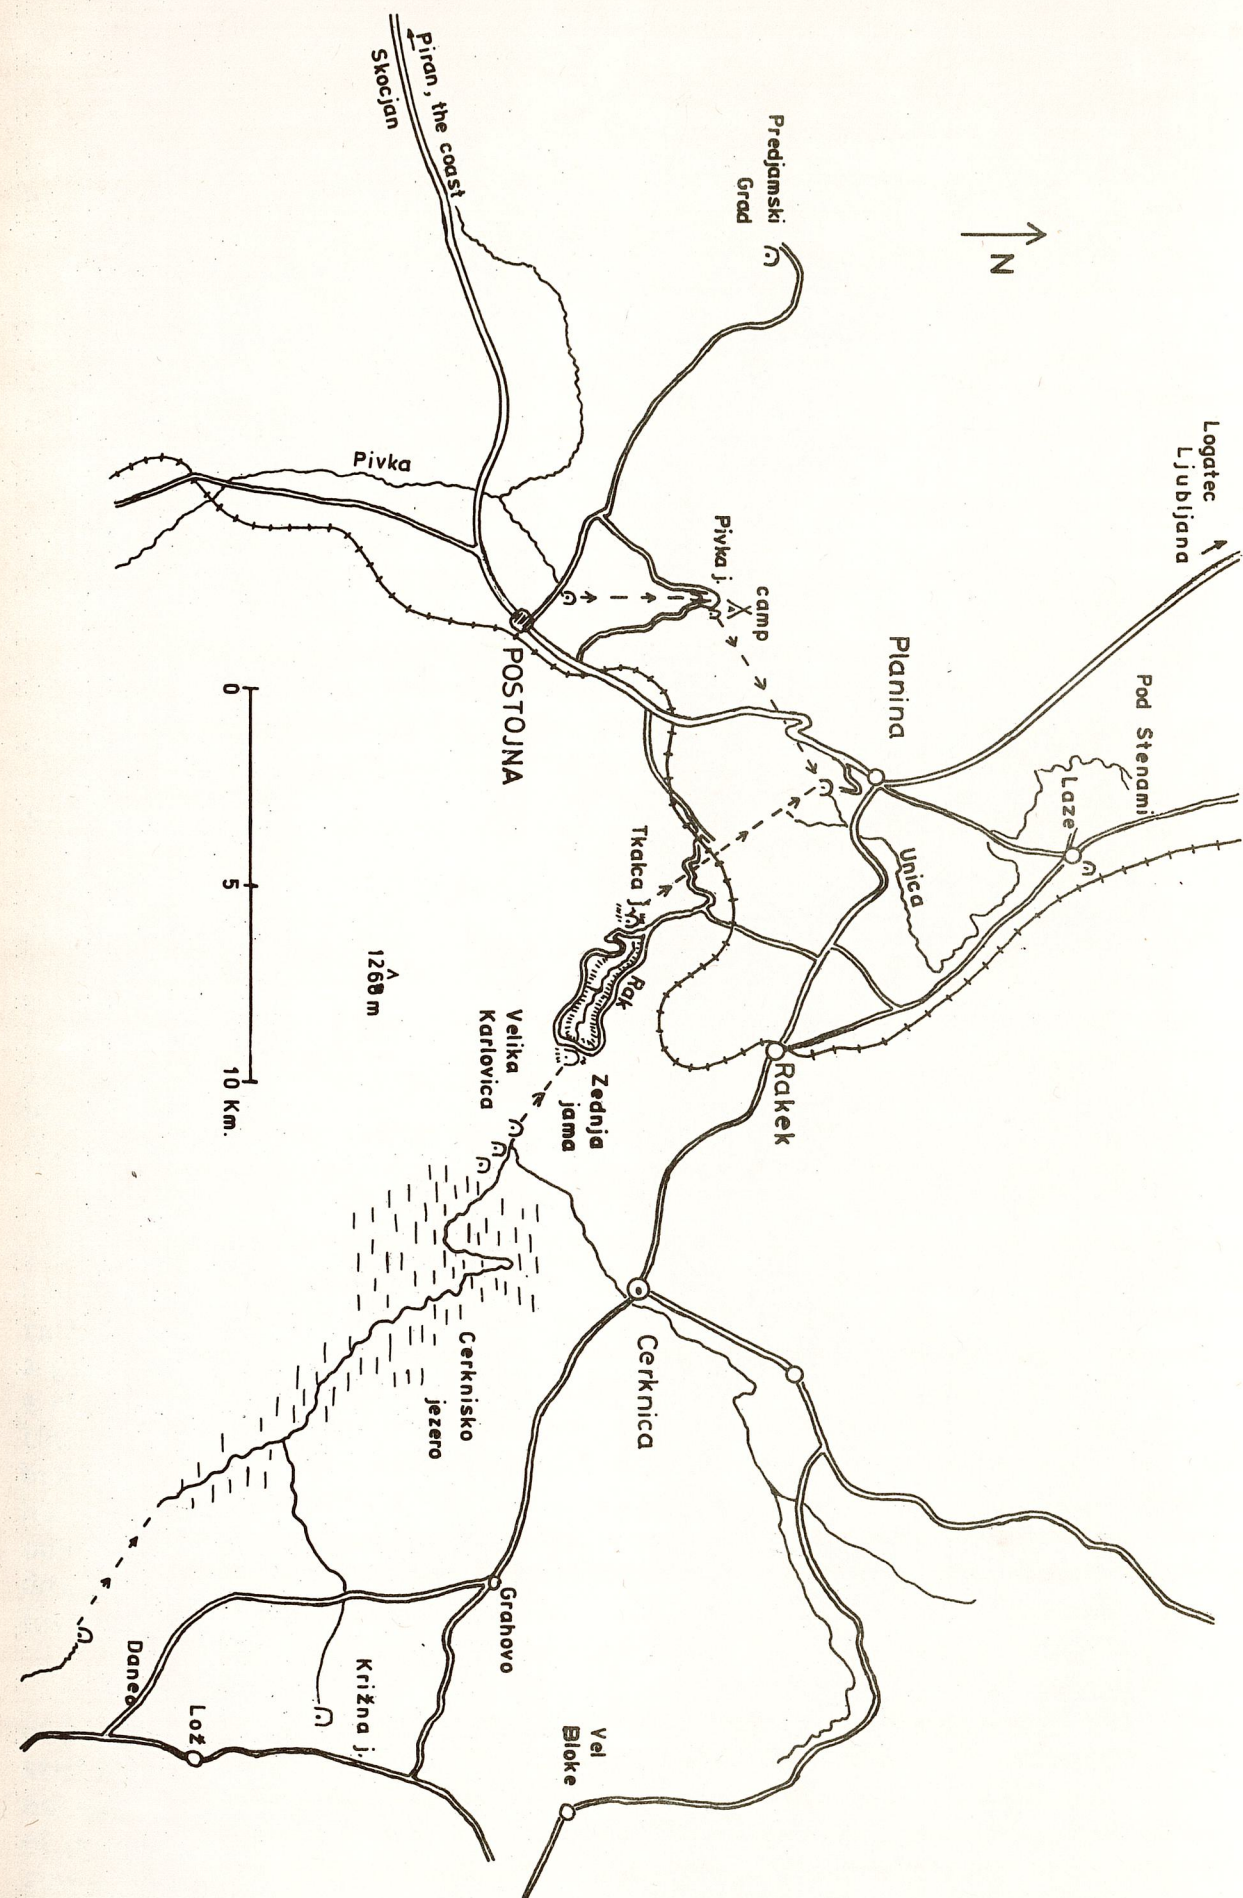 Logatec
Ljubljana
Pod Stenami
Laze
N
Predjamski
Grad
camp
Pivka j.
Planina
Unica
Rakek
Piran, the coast
Skocjan
Pivka
POSTOJNA
Tkalca j.
Rak
Zednja
jama
Velika
Karlovica
1268 m
0
5
10 Km.
Cerknica
Cerknisko
jezero
Grahovo
Vel
Bloke
Križna j.
Lož
Dane